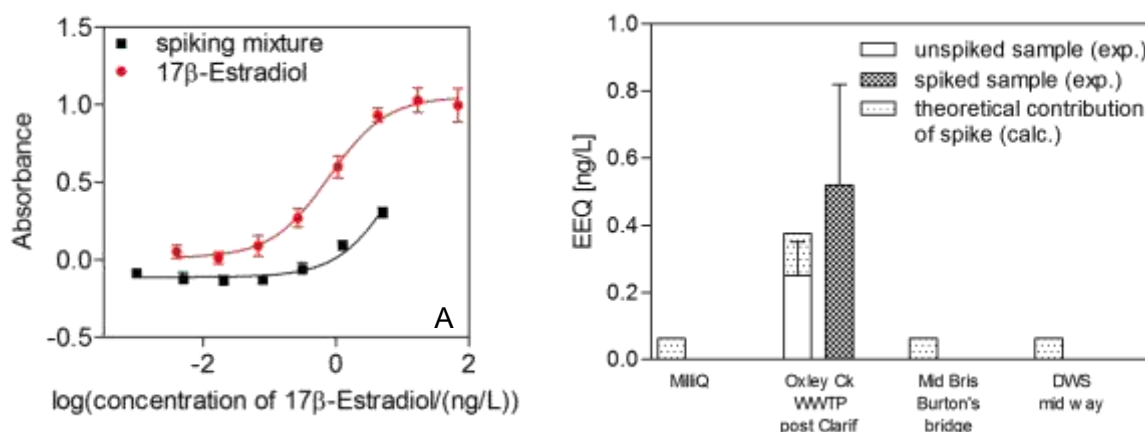 1.5
1.0
0.5
0.0
-0.5
Absorbance
spiking mixture
17β-Estradiol
A
-2
0
2
log(concentration of 17β-Estradiol/(ng/L))
1.0
0.8
0.6
0.4
0.2
0.0
EEQ [ng/L]
unspiked sample (exp.)
spiked sample (exp.)
theoretical contribution
of spike (calc.)
MilliQ
Oxley Ck
WWTP
post Clarif
Mid Bris
Burton's
bridge
DWS
mid way